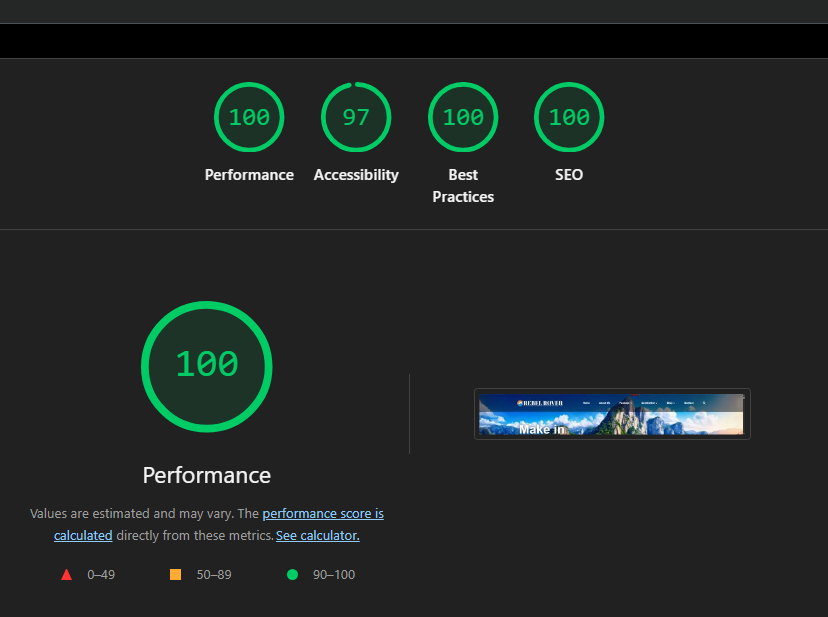 100
97
100
100
Performance
Accessibility
Best
Practices
SEO
100
Performance
Values are estimated and may vary. The performance score is
calculated directly from these metrics. See calculator.
0–49
50–89
90–100
REBEL ROVER
Make in